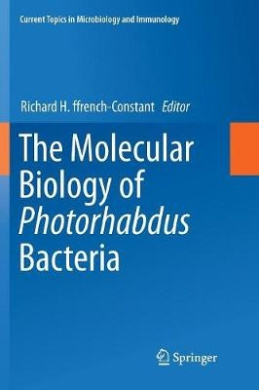 Current Topics in Microbiology and Immunology
Richard H. ffrench-Constant Editor
The Molecular
Biology of
Photorhabdus
Bacteria
Springer